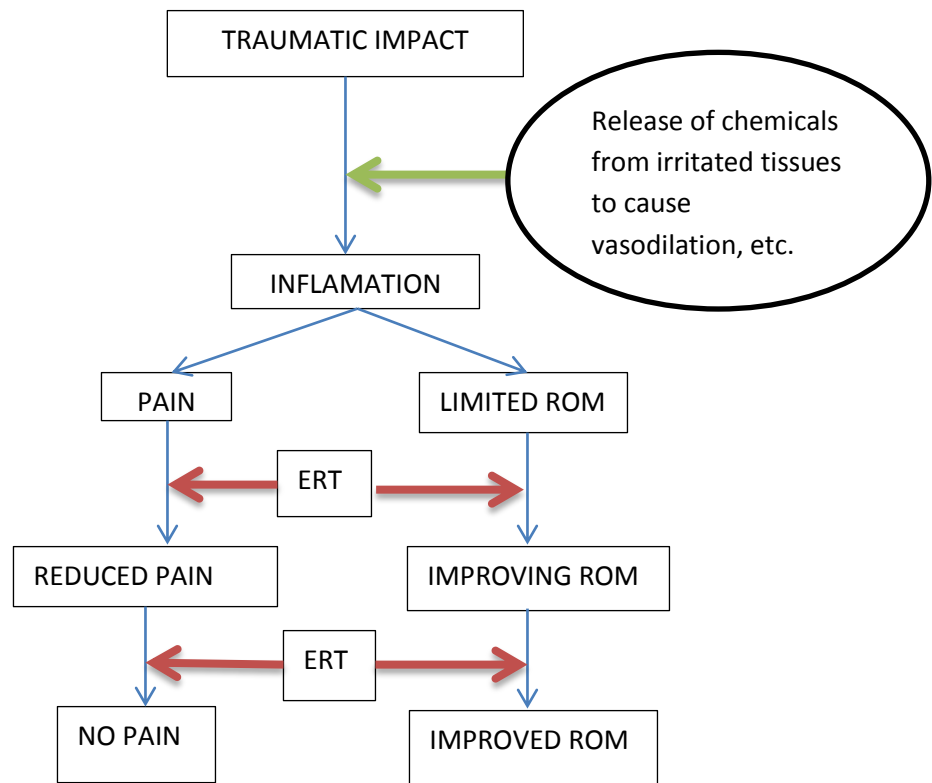 TRAUMATIC IMPACT
Release of chemicals
from irritated tissues
to cause
vasodilation, etc.
INFLAMATION
PAIN
LIMITED ROM
ERT
REDUCED PAIN
IMPROVING ROM
ERT
NO PAIN
IMPROVED ROM